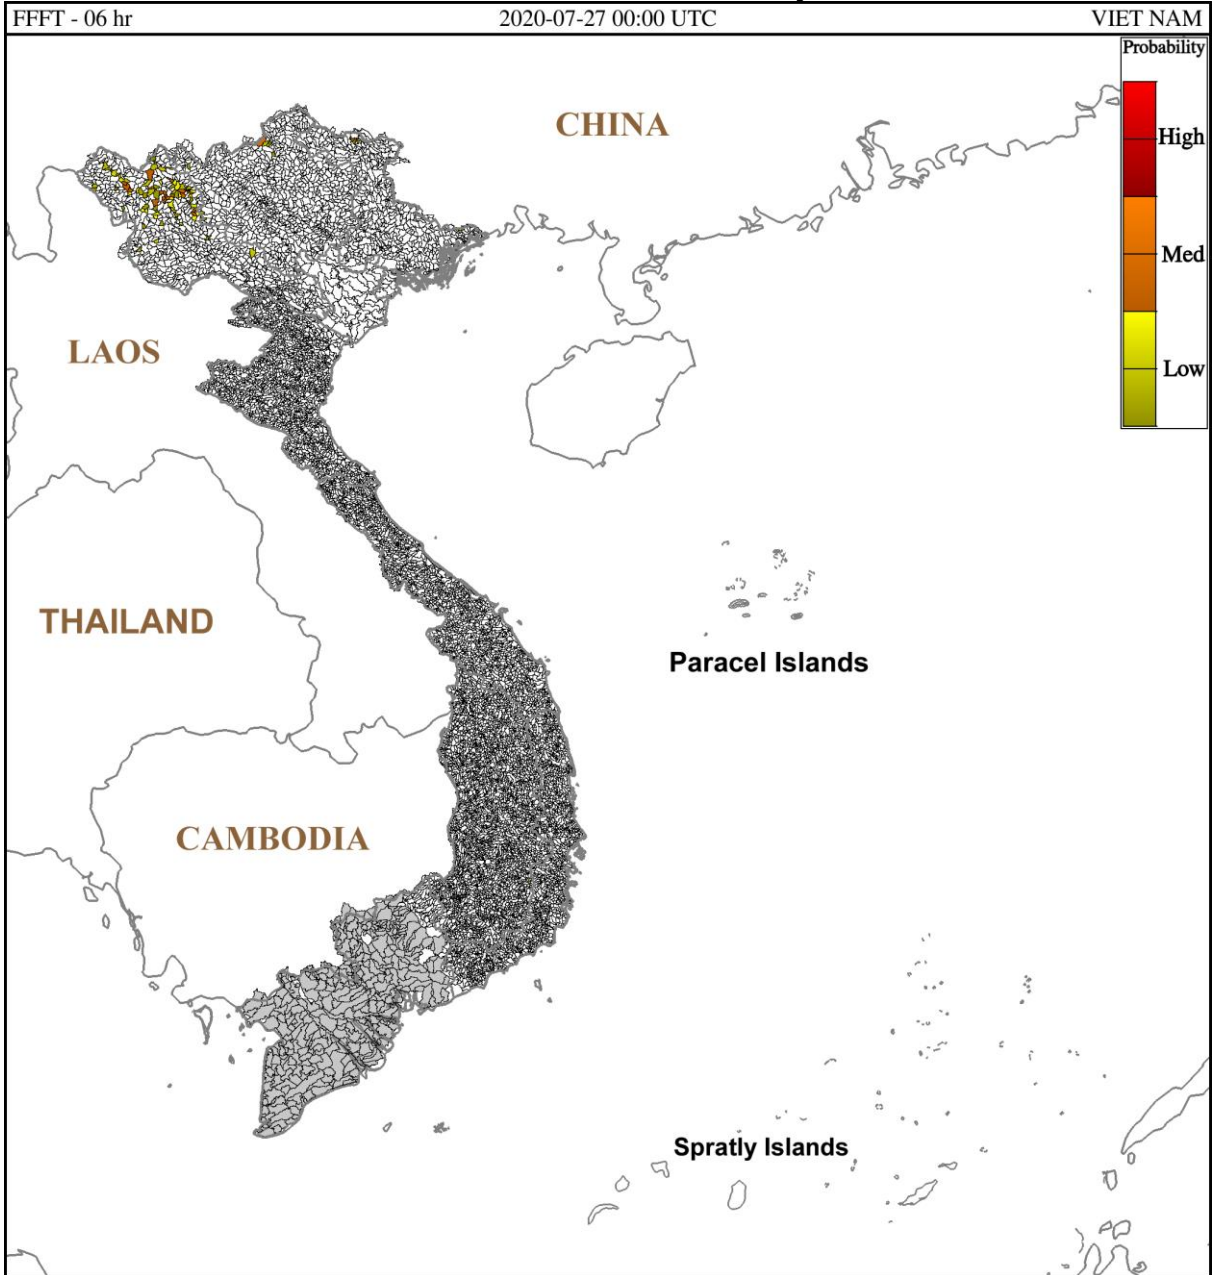 FFFT - 06 hr 2020-07-27 00:00 UTC VIET NAM
Probability
CHINA
High
Med
LAOS
Low
THAILAND
Paracel Islands
CAMBODIA
Spratly Islands